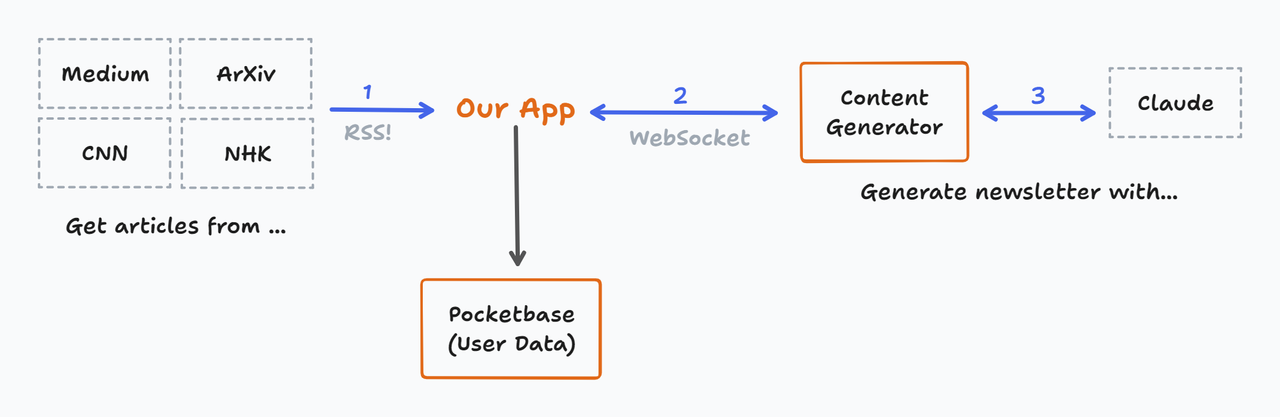 Medium
ArXiv
CNN
NHK
Get articles from ...
1
RSS!
Our App
2
WebSocket
Content
Generator
3
Claude
Generate newsletter with...
Pocketbase
(User Data)